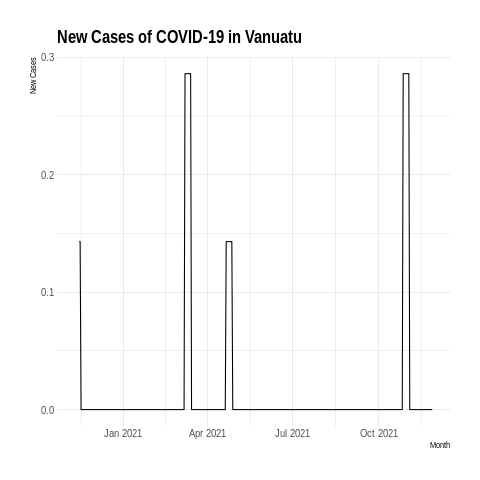 New Cases of COVID-19 in Vanuatu
New Cases
0.3
0.2
0.1
0.0
Jan 2021 Apr 2021 Jul 2021 Oct 2021
Month